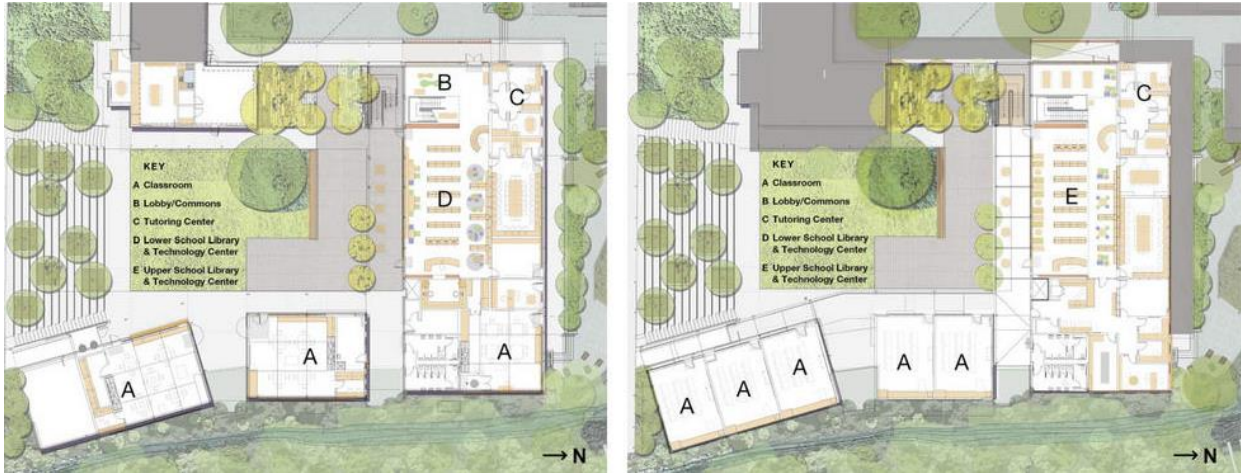 B
C
D
KEY
A Classroom
B Lobby/Commons
C Tutoring Center
D Lower School Library
& Technology Center
E Upper School Library
& Technology Center
A
A
A
→ N
C
E
KEY
A Classroom
B Lobby/Commons
C Tutoring Center
D Lower School Library
& Technology Center
E Upper School Library
& Technology Center
A
A
A
A
A
→ N